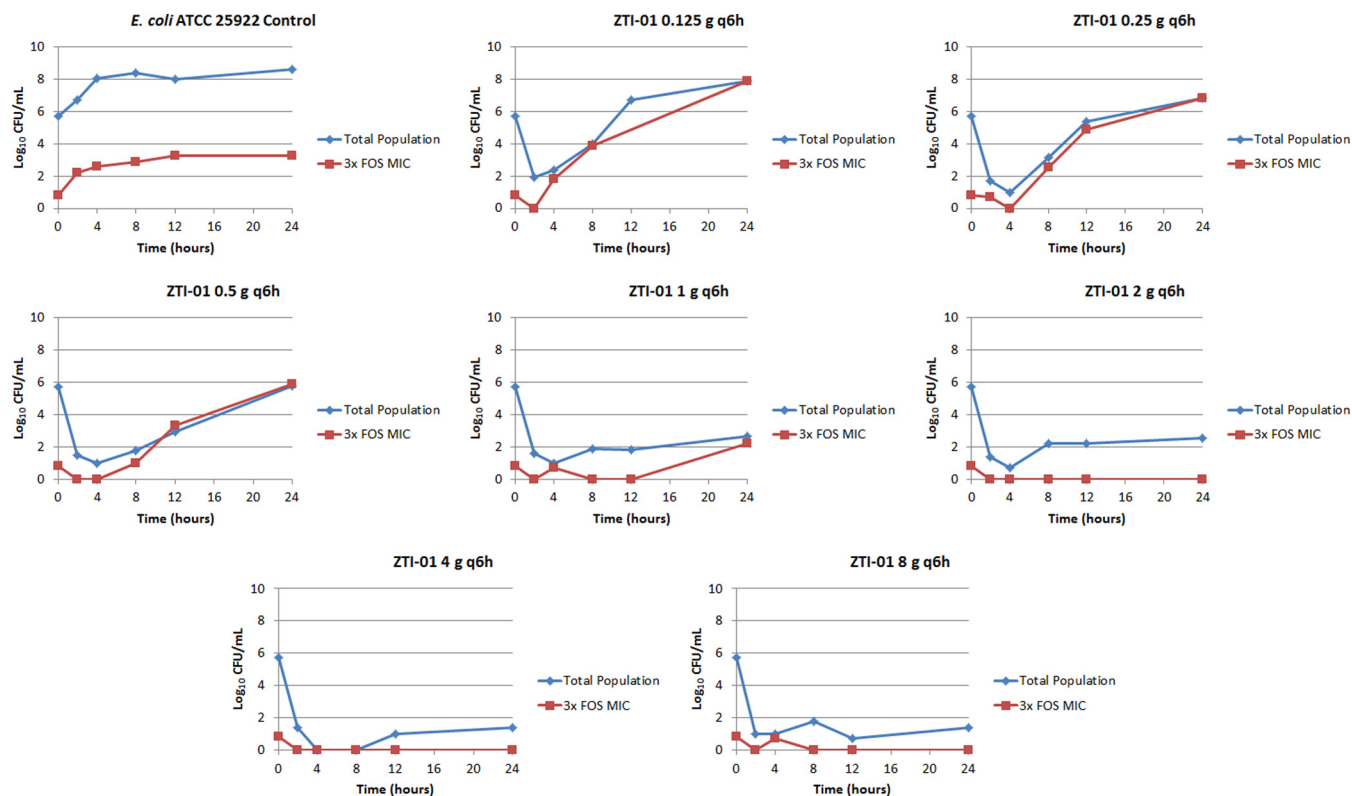 E. coli ATCC 25922 Control
Log₁₀ CFU/mL
10
8
6
4
2
0
0 4 8 12 16 20 24
Time (hours)
Total Population
3x FOS MIC
ZTI-01 0.125 g q6h
Log₁₀ CFU/mL
10
8
6
4
2
0
0 4 8 12 16 20 24
Time (hours)
Total Population
3x FOS MIC
ZTI-01 0.25 g q6h
Log₁₀ CFU/mL
10
8
6
4
2
0
0 4 8 12 16 20 24
Time (hours)
Total Population
3x FOS MIC
ZTI-01 0.5 g q6h
Log₁₀ CFU/mL
10
8
6
4
2
0
0 4 8 12 16 20 24
Time (hours)
Total Population
3x FOS MIC
ZTI-01 1 g q6h
Log₁₀ CFU/mL
10
8
6
4
2
0
0 4 8 12 16 20 24
Time (hours)
Total Population
3x FOS MIC
ZTI-01 2 g q6h
Log₁₀ CFU/mL
10
8
6
4
2
0
0 4 8 12 16 20 24
Time (hours)
Total Population
3x FOS MIC
ZTI-01 4 g q6h
Log₁₀ CFU/mL
10
8
6
4
2
0
0 4 8 12 16 20 24
Time (hours)
Total Population
3x FOS MIC
ZTI-01 8 g q6h
Log₁₀ CFU/mL
10
8
6
4
2
0
0 4 8 12 16 20 24
Time (hours)
Total Population
3x FOS MIC